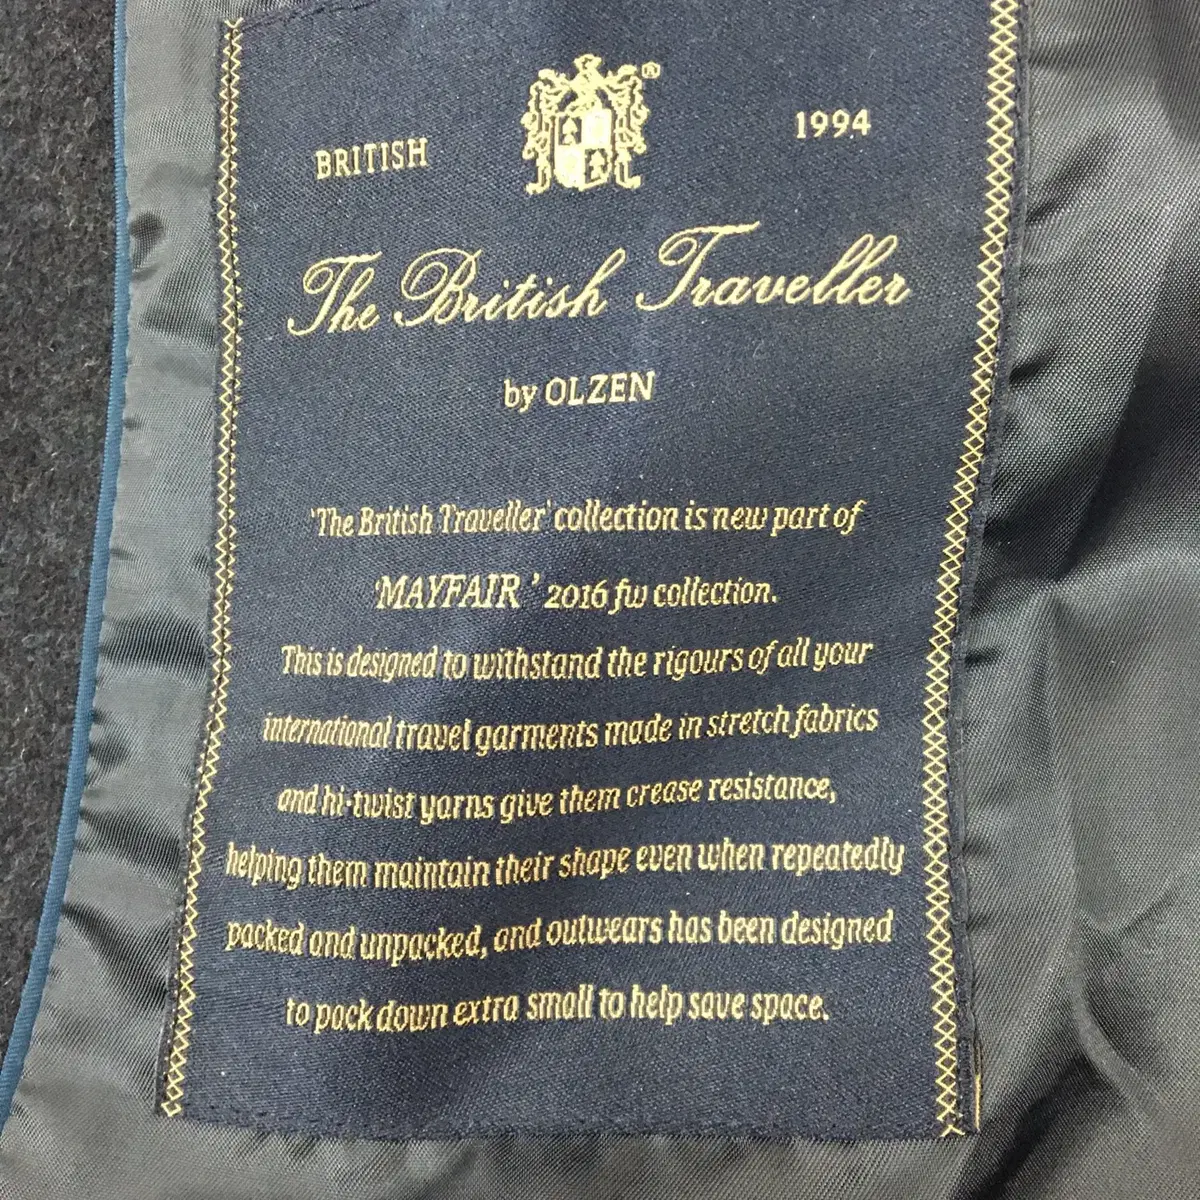 BRITISH ® 1994
The British Traveller
by OLZEN
'The British Traveller' collection is new part of
'MAYFAIR' 2016 fw collection.
This is designed to withstand the rigours of all your
international travel garments made in stretch fabrics
and hi-twist yarns give them crease resistance,
helping them maintain their shape even when repeatedly
packed and unpacked, and outwears has been designed
to pack down extra small to help save space.